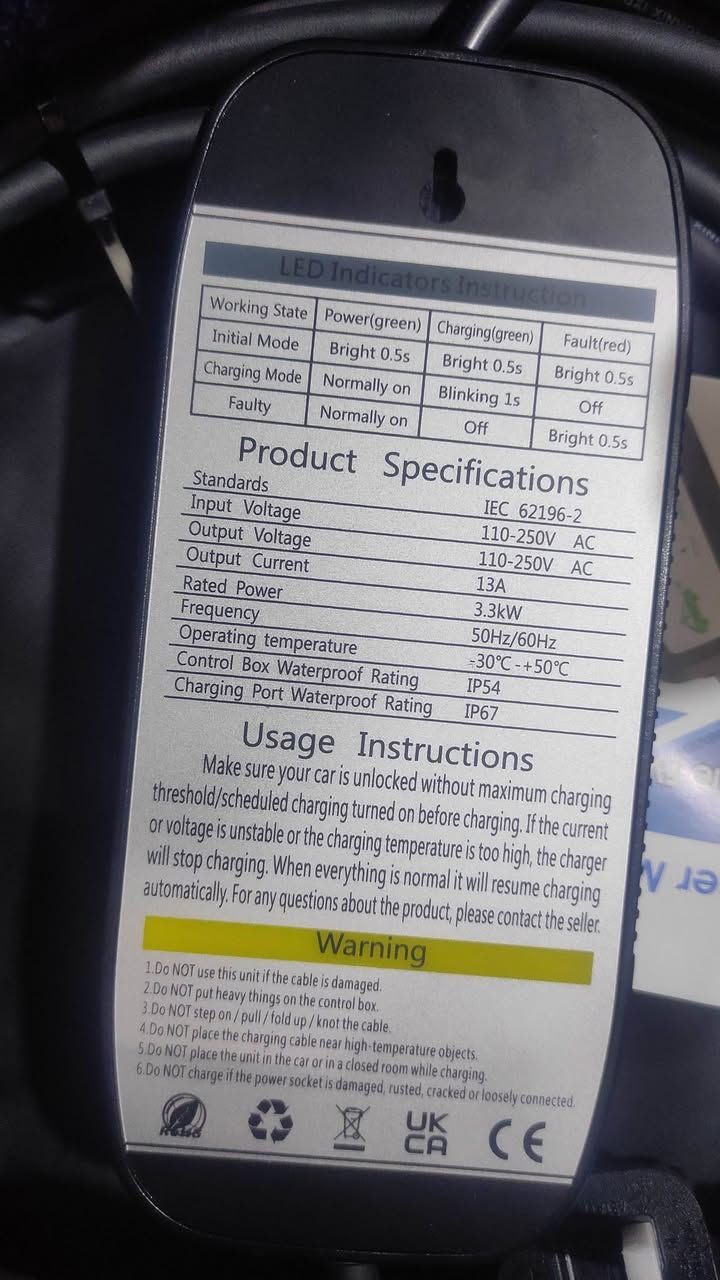 LED Indicators Instruction
Working State Power(green) Charging(green) Fault(red)
Initial Mode Bright 0.5s Bright 0.5s Bright 0.5s
Charging Mode Normally on Blinking 1s Off
Faulty Normally on Off Bright 0.5s
Product Specifications
Standards IEC 62196-2
Input Voltage 110-250V AC
Output Voltage 110-250V AC
Output Current 13A
Rated Power 3.3kW
Frequency 50Hz/60Hz
Operating temperature -30℃-+50℃
Control Box Waterproof Rating IP54
Charging Port Waterproof Rating IP67
Usage Instructions
Make sure your car is unlocked without maximum charging
threshold/scheduled charging turned on before charging. If the current
or voltage is unstable or the charging temperature is too high, the charger
will stop charging. When everything is normal it will resume charging
automatically. For any questions about the product, please contact the seller.
Warning
1.Do NOT use this unit if the cable is damaged.
2.Do NOT put heavy things on the control box.
3.Do NOT step on / pull / fold up / knot the cable.
4.Do NOT place the charging cable near high-temperature objects.
5.Do NOT place the unit in the car or in a closed room while charging.
6.Do NOT charge if the power socket is damaged, rusted, cracked or loosely connected.
RoHS
UK
CA
CE